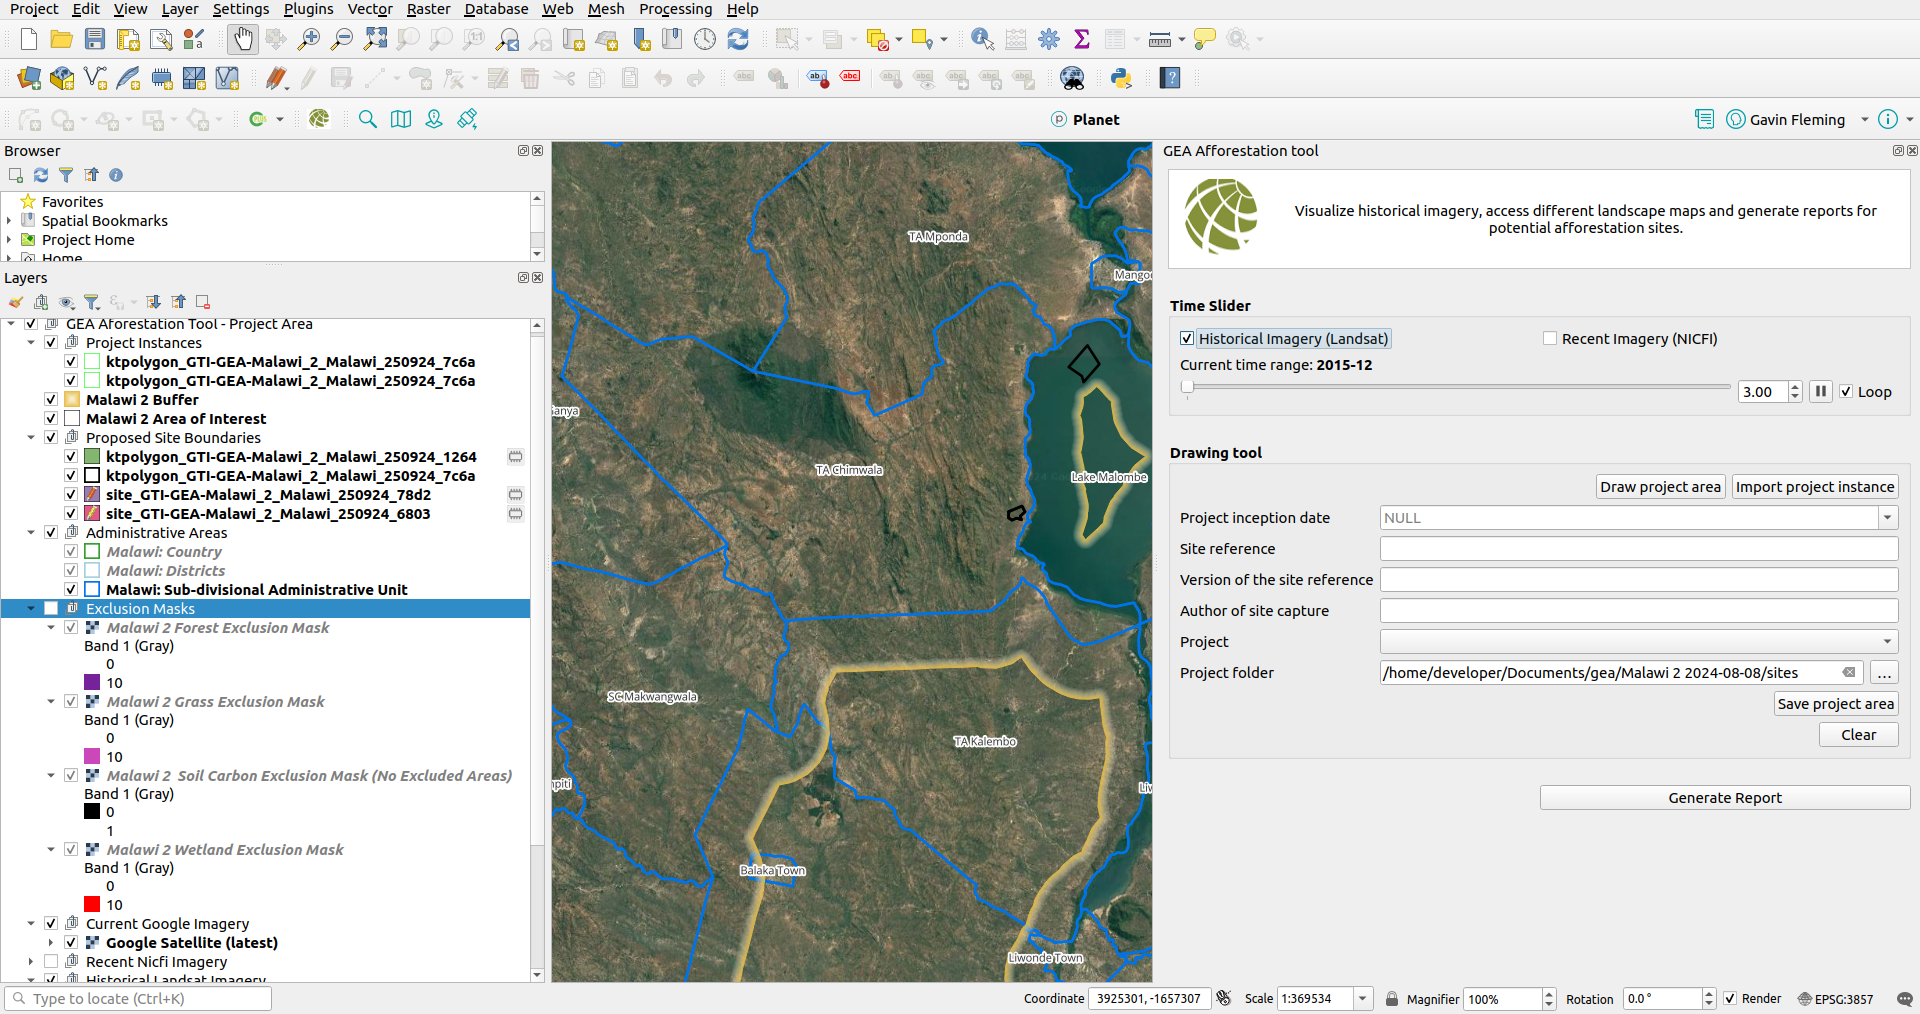 Project Edit View Layer Settings Plugins Vector Raster Database Web Mesh Processing Help
Planet
Gavin Fleming
Browser
Favorites
Spatial Bookmarks
Project Home
Home
Layers
GEA Aforestation Tool - Project Area
Project Instances
ktpolygon_GTI-GEA-Malawi_2_Malawi_250924_7c6a
ktpolygon_GTI-GEA-Malawi_2_Malawi_250924_7c6a
Malawi 2 Buffer
Malawi 2 Area of Interest
Proposed Site Boundaries
ktpolygon_GTI-GEA-Malawi_2_Malawi_250924_1264
ktpolygon_GTI-GEA-Malawi_2_Malawi_250924_7c6a
site_GTI-GEA-Malawi_2_Malawi_250924_78d2
site_GTI-GEA-Malawi_2_Malawi_250924_6803
Administrative Areas
Malawi: Country
Malawi: Districts
Malawi: Sub-divisional Administrative Unit
Exclusion Masks
Malawi 2 Forest Exclusion Mask
Band 1 (Gray)
0
10
Malawi 2 Grass Exclusion Mask
Band 1 (Gray)
0
10
Malawi 2  Soil Carbon Exclusion Mask (No Excluded Areas)
Band 1 (Gray)
0
1
Malawi 2 Wetland Exclusion Mask
Band 1 (Gray)
0
10
Current Google Imagery
Google Satellite (latest)
Recent Nicfi Imagery
Historical Landsat Imagery
TA Mponda
Mangoc
anya
TA Chimwala
Lake Malombe
SC Makwangwala
TA Kalembo
piti
Liv
Balaka Town
Liwonde Town
GEA Afforestation tool
Visualize historical imagery, access different landscape maps and generate reports for
potential afforestation sites.
Time Slider
Historical Imagery (Landsat) Recent Imagery (NICFI)
Current time range: 2015-12
3.00 Loop
Drawing tool
Draw project area Import project instance
Project inception date NULL
Site reference
Version of the site reference
Author of site capture
Project
Project folder /home/developer/Documents/gea/Malawi 2 2024-08-08/sites ...
Save project area
Clear
Generate Report
Type to locate (Ctrl+K) Coordinate 3925301, -1657307 Scale 1:369534 Magnifier 100% Rotation 0.0 ° Render EPSG:3857